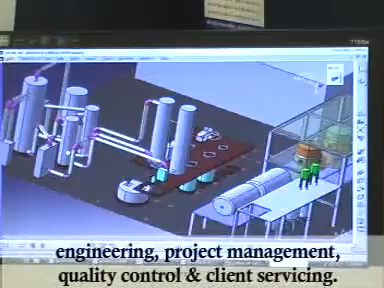 engineering, project management,
quality control & client servicing.